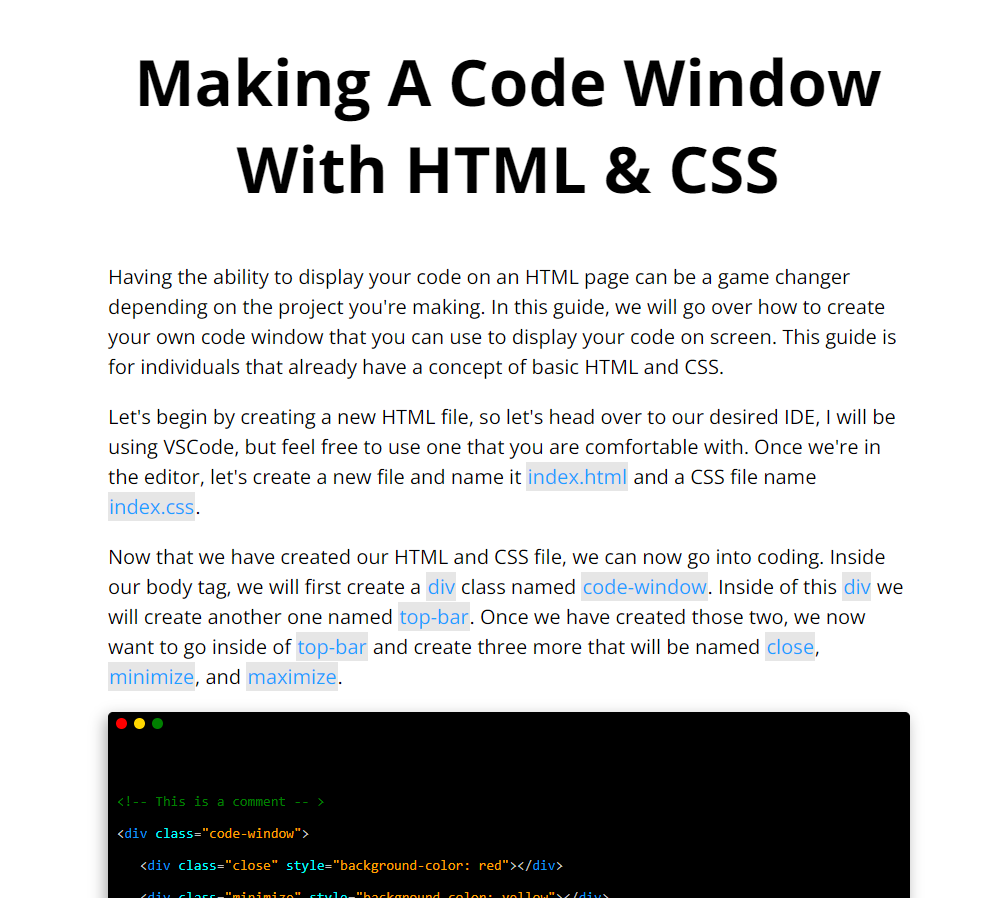 Making A Code Window
With HTML & CSS
Having the ability to display your code on an HTML page can be a game changer
depending on the project you're making. In this guide, we will go over how to create
your own code window that you can use to display your code on screen. This guide is
for individuals that already have a concept of basic HTML and CSS.
Let's begin by creating a new HTML file, so let's head over to our desired IDE, I will be
using VSCode, but feel free to use one that you are comfortable with. Once we're in
the editor, let's create a new file and name it index.html and a CSS file name
index.css.
Now that we have created our HTML and CSS file, we can now go into coding. Inside
our body tag, we will first create a div class named code-window. Inside of this div we
will create another one named top-bar. Once we have created those two, we now
want to go inside of top-bar and create three more that will be named close,
minimize, and maximize.
<!-- This is a comment -- >
<div class="code-window">
<div class="close" style="background-color: red"></div>
<div class="minimize" style="background-color: yellow"></div>